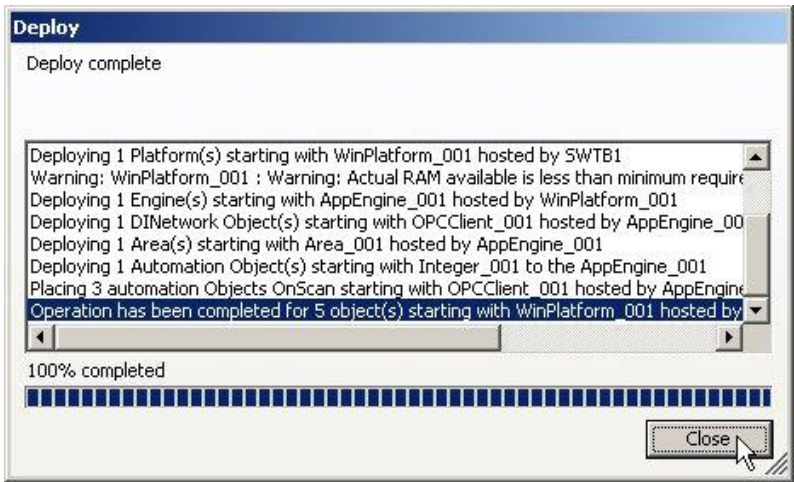 Deploy
Deploy complete
Deploying 1 Platform(s) starting with WinPlatform_001 hosted by SWTB1
Warning: WinPlatform_001 : Warning: Actual RAM available is less than minimum require
Deploying 1 Engine(s) starting with AppEngine_001 hosted by WinPlatform_001
Deploying 1 DINetwork Object(s) starting with OPCClient_001 hosted by AppEngine_00
Deploying 1 Area(s) starting with Area_001 hosted by AppEngine_001
Deploying 1 Automation Object(s) starting with Integer_001 to the AppEngine_001
Placing 3 automation Objects OnScan starting with OPCClient_001 hosted by AppEngine
Operation has been completed for 5 object(s) starting with WinPlatform_001 hosted by
100% completed
Close